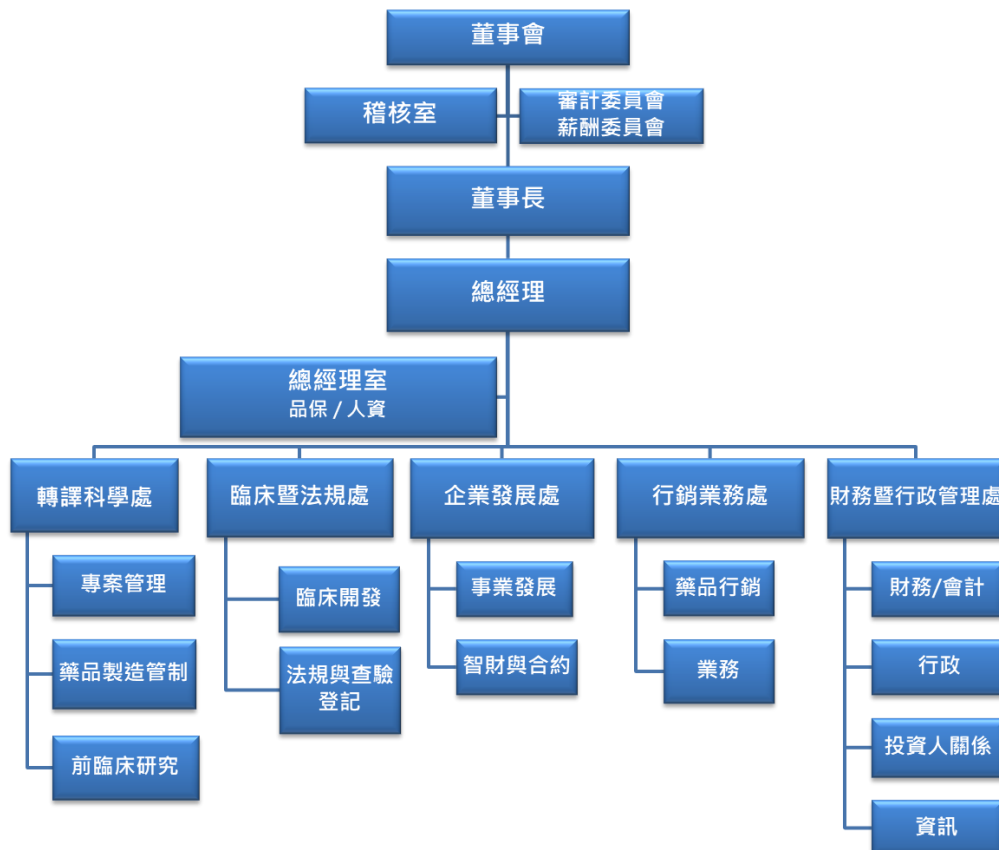 董事會
稽核室
審計委員會
薪酬委員會
董事長
總經理
總經理室
品保 / 人資
轉譯科學處
臨床暨法規處
企業發展處
行銷業務處
財務暨行政管理處
專案管理
藥品製造管制
前臨床研究
臨床開發
法規與查驗
登記
事業發展
智財與合約
藥品行銷
業務
財務/會計
行政
投資人關係
資訊